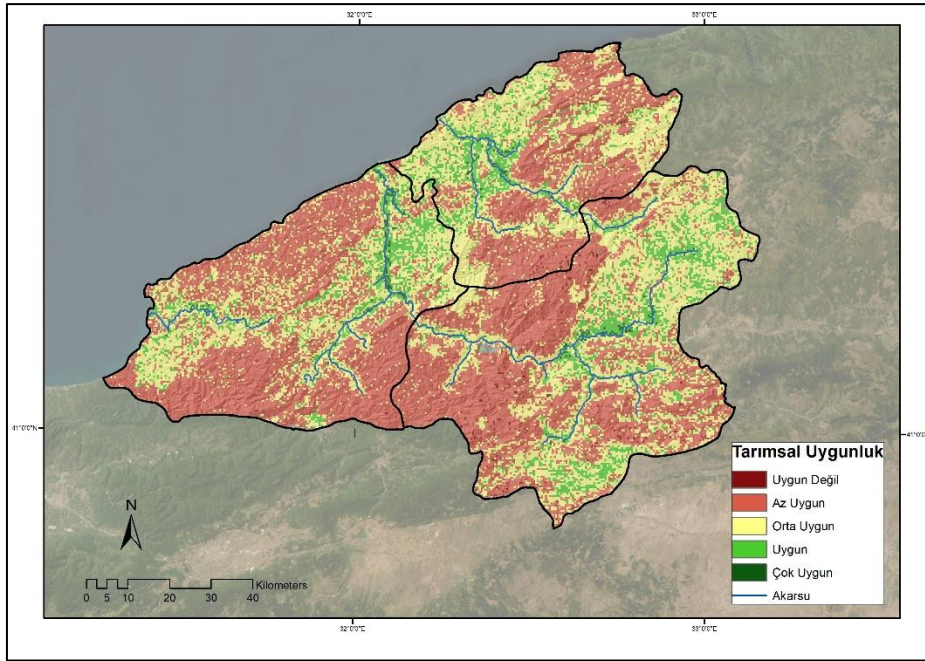 32°0'0"E 33°0'0"E
41°0'0"N 41°0'0"
Tarımsal Uygunluk
Uygun Değil
Az Uygun
Orta Uygun
Uygun
Çok Uygun
Akarsu
N
Kilometers
0 5 10 20 30 40
32°0'0"E 33°0'0"E